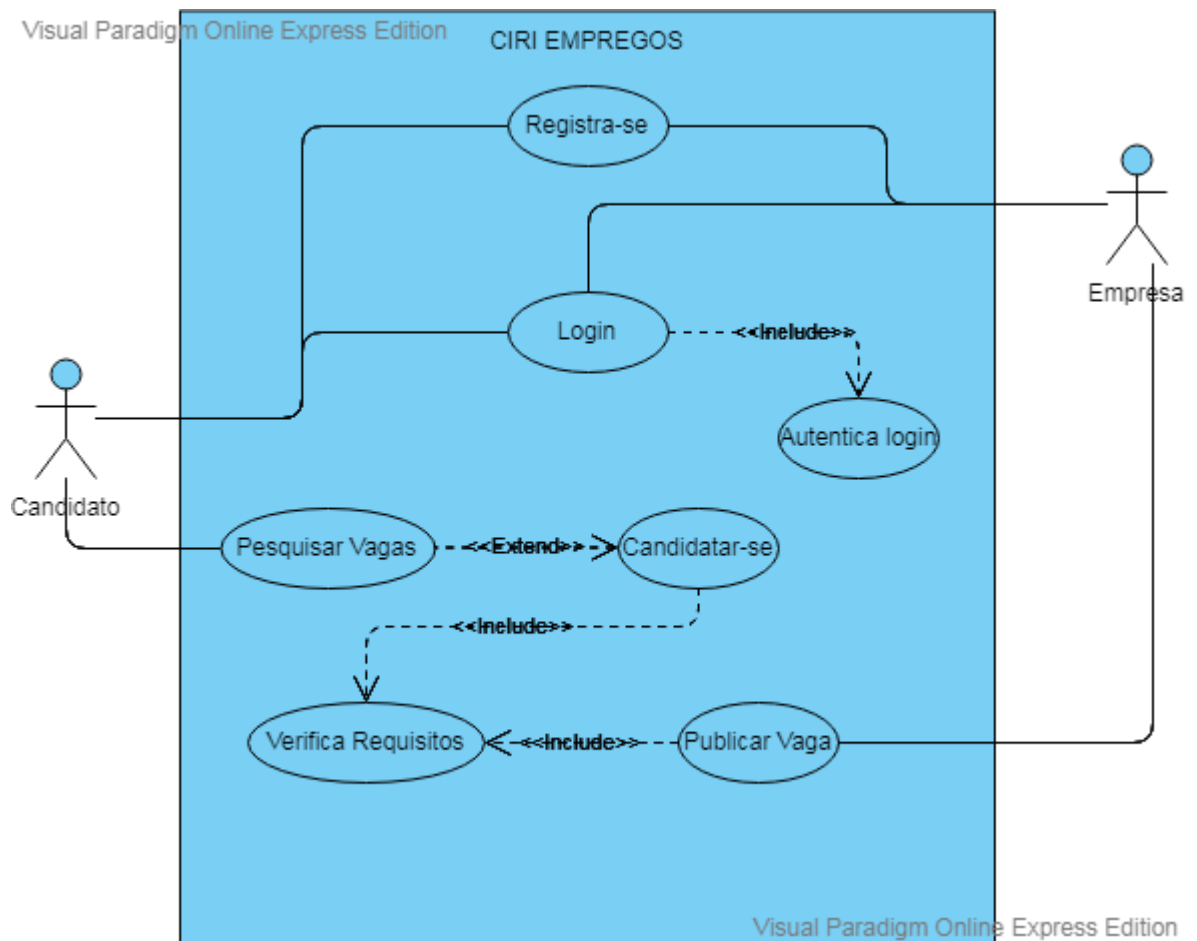 Visual Paradigm Online Express Edition
CIRI EMPREGOS
Registra-se
Empresa
Login
<<Include>>
Autentica login
Candidato
Pesquisar Vagas
<<Extend>>
Candidatar-se
<<Include>>
Verifica Requisitos
<<Include>>
Publicar Vaga
Visual Paradigm Online Express Edition